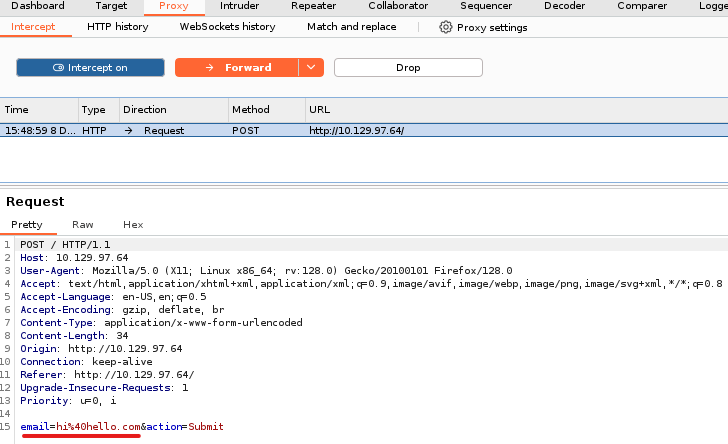 Dashboard Target Proxy Intruder Repeater Collaborator Sequencer Decoder Comparer Logge
Intercept HTTP history WebSockets history Match and replace Proxy settings
Intercept on Forward Drop
Time Type Direction Method URL
15:48:59 8 D... HTTP → Request POST http://10.129.97.64/
Request
Pretty Raw Hex
1 POST / HTTP/1.1
2 Host: 10.129.97.64
3 User-Agent: Mozilla/5.0 (X11; Linux x86_64; rv:128.0) Gecko/20100101 Firefox/128.0
4 Accept: text/html,application/xhtml+xml,application/xml;q=0.9,image/avif,image/webp,image/png,image/svg+xml,*/*;q=0.8
5 Accept-Language: en-US,en;q=0.5
6 Accept-Encoding: gzip, deflate, br
7 Content-Type: application/x-www-form-urlencoded
8 Content-Length: 34
9 Origin: http://10.129.97.64
10 Connection: keep-alive
11 Referer: http://10.129.97.64/
12 Upgrade-Insecure-Requests: 1
13 Priority: u=0, i
14
15 email=hi%40hello.com&action=Submit